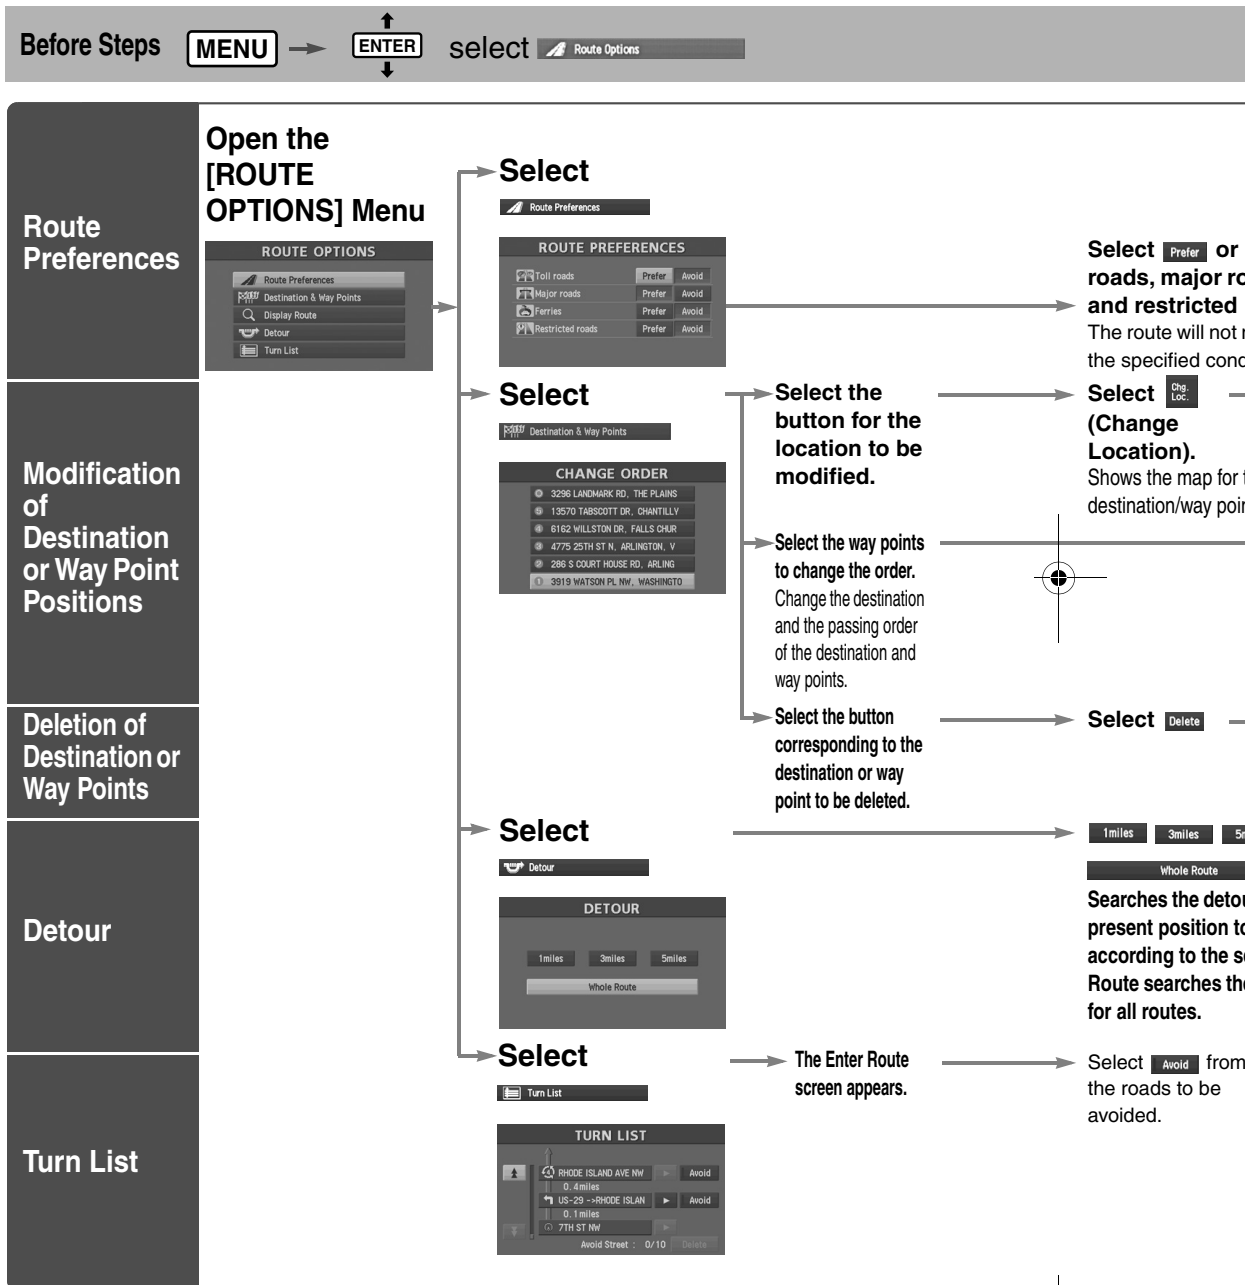 Before Steps MENU ENTER select Route Options
Route
Preferences
Open the
[ROUTE
OPTIONS] Menu
ROUTE OPTIONS
Route Preferences
Destination & Way Points
Display Route
Detour
Turn List
Select
Route Preferences
ROUTE PREFERENCES
Toll roads Prefer Avoid
Major roads Prefer Avoid
Ferries Prefer Avoid
Restricted roads Prefer Avoid
Select Prefer or
roads, major ro
and restricted
The route will not
the specified cond
Modification
of
Destination
or Way Point
Positions
Select
Destination & Way Points
CHANGE ORDER
3296 LANDMARK RD, THE PLAINS
5 13570 TABSCOTT DR, CHANTILLY
4 6162 WILLSTON DR, FALLS CHUR
3 4775 25TH ST N, ARLINGTON, V
2 286 S COURT HOUSE RD, ARLING
1 3919 WATSON PL NW, WASHINGTO
Select the
button for the
location to be
modified.
Select Chg. Loc.
(Change
Location).
Shows the map for
destination/way poin
Select the way points
to change the order.
Change the destination
and the passing order
of the destination and
way points.
Deletion of
Destination or
Way Points
Select the button
corresponding to the
destination or way
point to be deleted.
Select Delete
Detour
Select
Detour
DETOUR
1miles 3miles 5miles
Whole Route
1miles 3miles 5m
Whole Route
Searches the detou
present position to
according to the se
Route searches the
for all routes.
Turn List
Select
Turn List
TURN LIST
RHODE ISLAND AVE NW Avoid
0.4miles
US-29 ->RHODE ISLAN Avoid
0.1miles
7TH ST NW
Avoid Street : 0/10 Delete
The Enter Route
screen appears.
Select Avoid from
the roads to be
avoided.